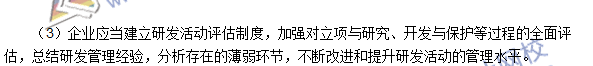 （3）企业应当建立研发活动评估制度，加强对立项与研究、开发与保护等过程的全面评
估，总结研发管理经验，分析存在的薄弱环节，不断改进和提升研发活动的管理水平。